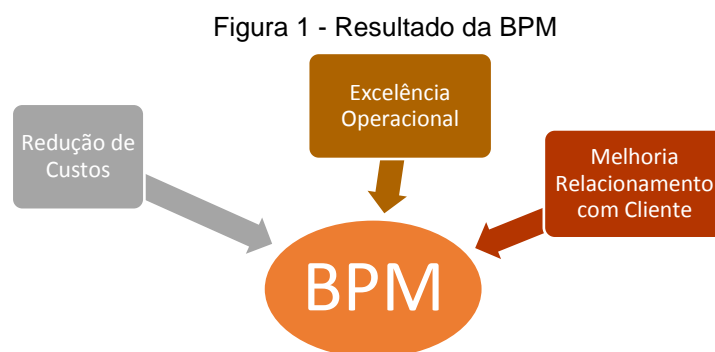 Figura 1 - Resultado da BPM
Excelência
Operacional
Redução de
Custos
Melhoria
Relacionamento
com Cliente
BPM